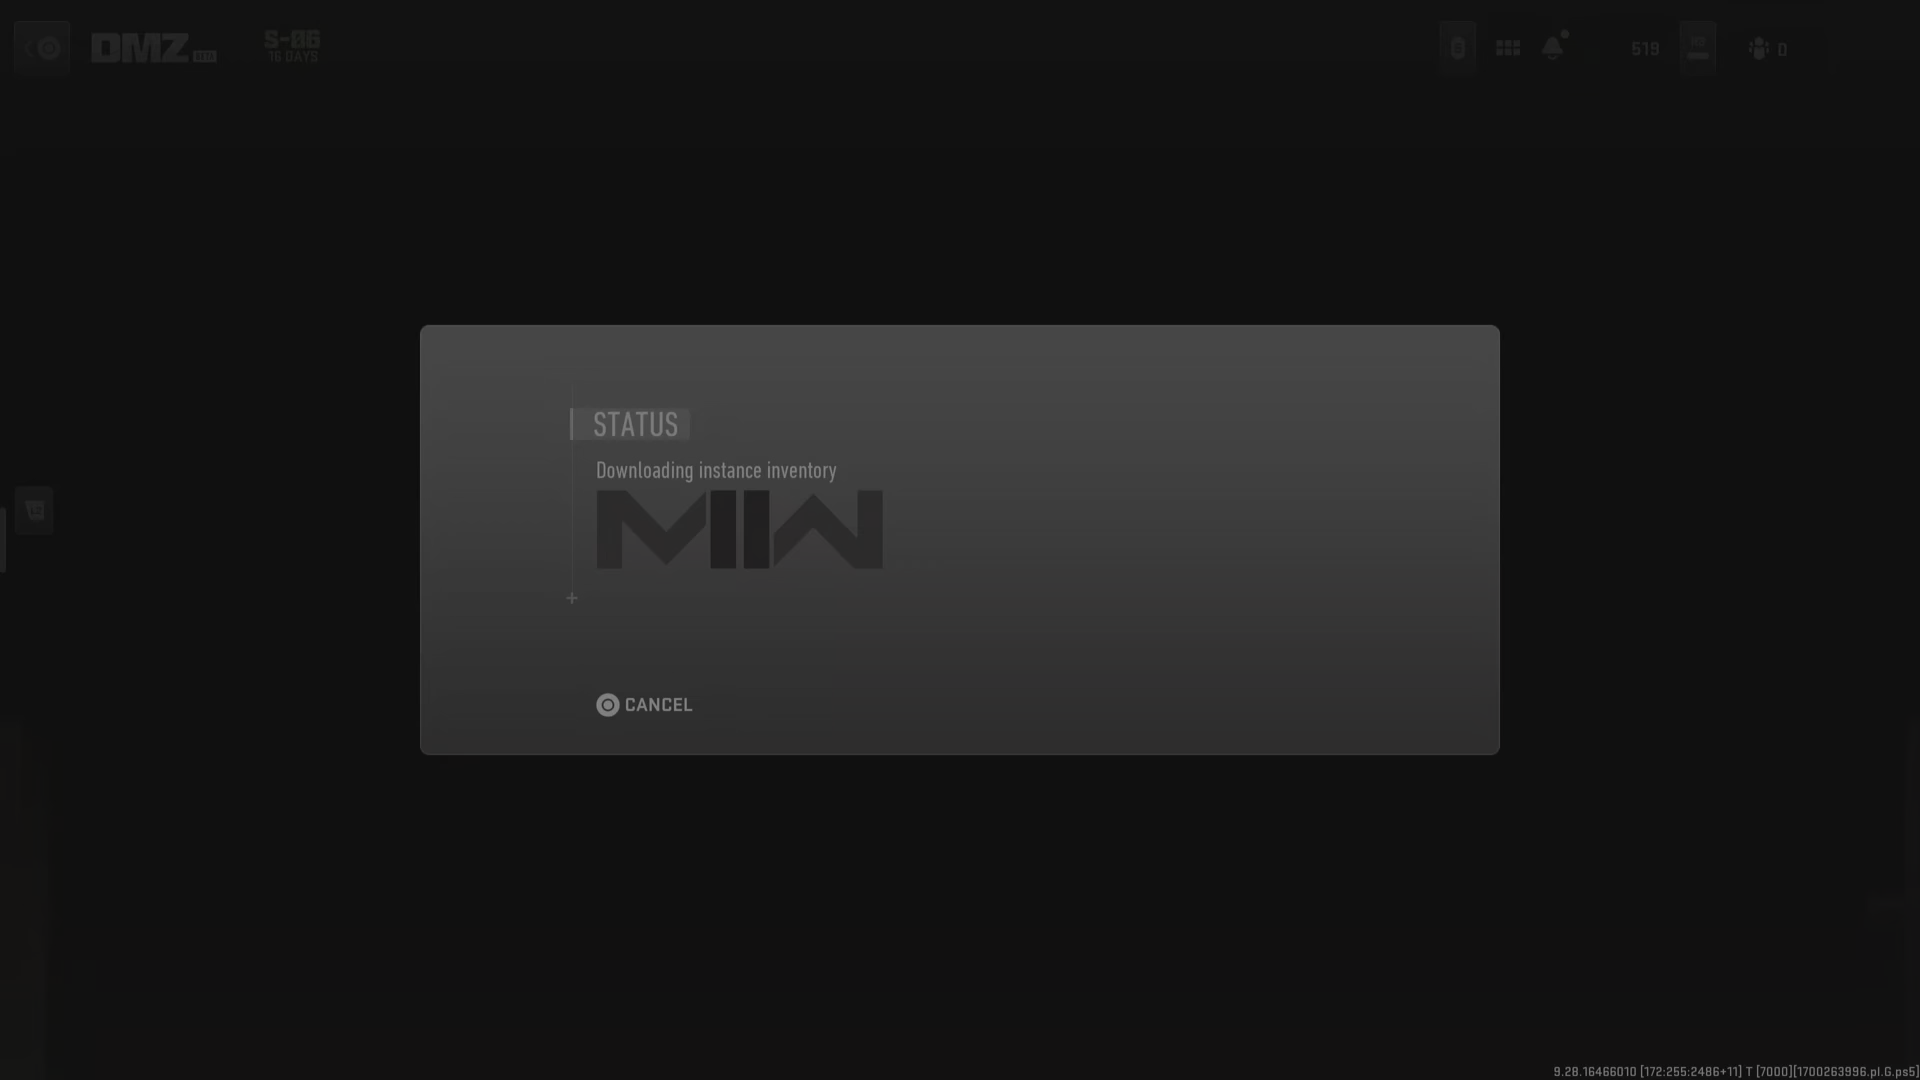 DMZ BETA
S-06
16 DAYS
519
0
STATUS
Downloading instance inventory
MIIW
CANCEL
9.28.16466010 [172:255:2486+11] T [7000][1700263996.pl.G.ps5]